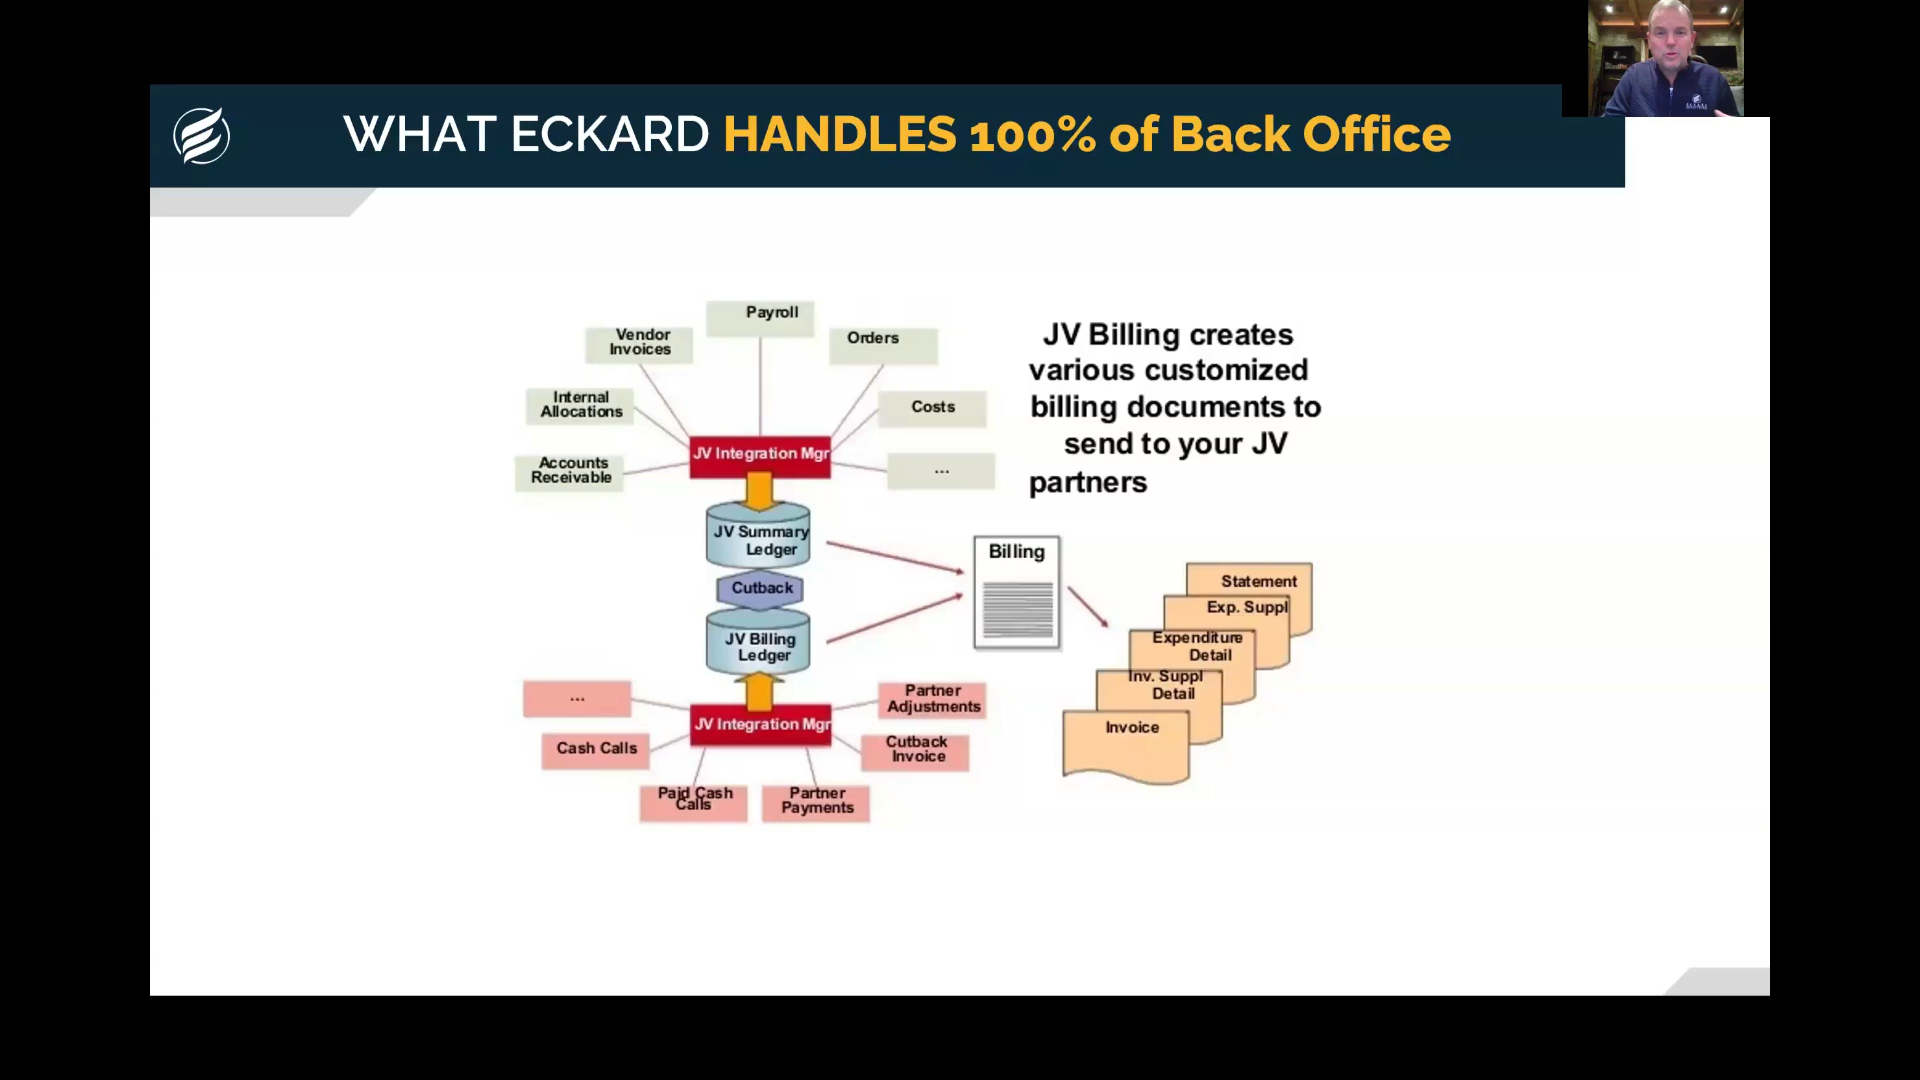 WHAT ECKARD HANDLES 100% of Back Office
Payroll
Vendor
Invoices
Orders
Internal
Allocations
Costs
Accounts
Receivable
...
JV Integration Mgr
JV Billing creates
various customized
billing documents to
send to your JV
partners
JV Summary
Ledger
Cutback
JV Billing
Ledger
Billing
Statement
Exp. Suppl
Expenditure
Detail
Inv. Suppl
Detail
Invoice
...
JV Integration Mgr
Partner
Adjustments
Cash Calls
Cutback
Invoice
Paid Cash
Calls
Partner
Payments